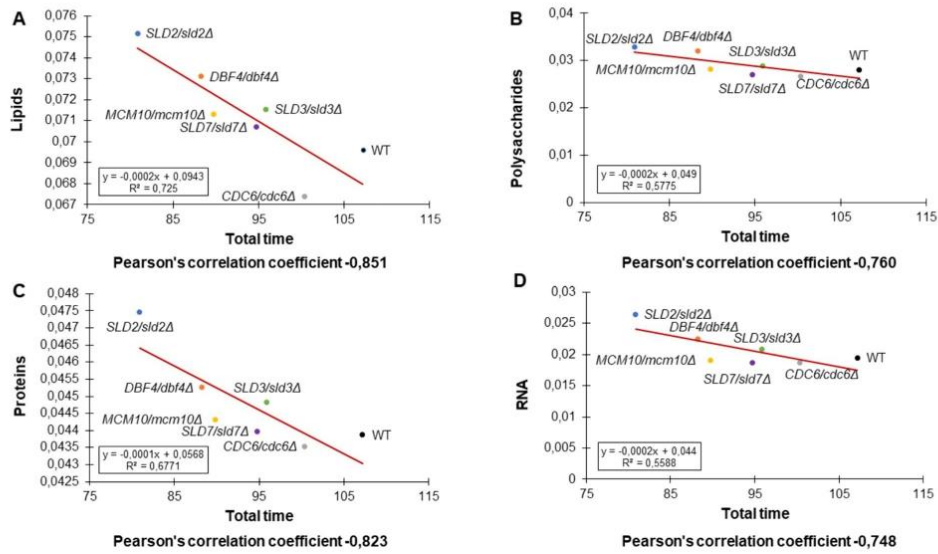 A
0,076
0,075
0,074
0,073
0,072
0,071
0,07
0,069
0,068
0,067
Lipids
SLD2/sld2Δ
DBF4/dbf4Δ
MCM10/mcm10Δ
SLD3/sld3Δ
SLD7/sld7Δ
WT
CDC6/cdc6Δ
y = -0,0002x + 0,0943
R² = 0,725
75 85 95 105 115
Total time
Pearson's correlation coefficient -0,851
B
0,04
0,03
0,02
0,01
0
Polysaccharides
SLD2/sld2Δ
DBF4/dbf4Δ
SLD3/sld3Δ
WT
MCM10/mcm10Δ
SLD7/sld7Δ
CDC6/cdc6Δ
y = -0,0002x + 0,049
R² = 0,5775
75 85 95 105 115
Total time
Pearson's correlation coefficient -0,760
C
0,048
0,0475
0,047
0,0465
0,046
0,0455
0,045
0,0445
0,044
0,0435
0,043
0,0425
Proteins
SLD2/sld2Δ
DBF4/dbf4Δ
SLD3/sld3Δ
MCM10/mcm10Δ
SLD7/sld7Δ
WT
CDC6/cdc6Δ
y = -0,0001x + 0,0568
R² = 0,6771
75 85 95 105 115
Total time
Pearson's correlation coefficient -0,823
D
0,03
0,025
0,02
0,015
0,01
0,005
0
RNA
SLD2/sld2Δ
DBF4/dbf4Δ
SLD3/sld3Δ
WT
MCM10/mcm10Δ
SLD7/sld7Δ
CDC6/cdc6Δ
y = -0,0002x + 0,044
R² = 0,5588
75 85 95 105 115
Total time
Pearson's correlation coefficient -0,748